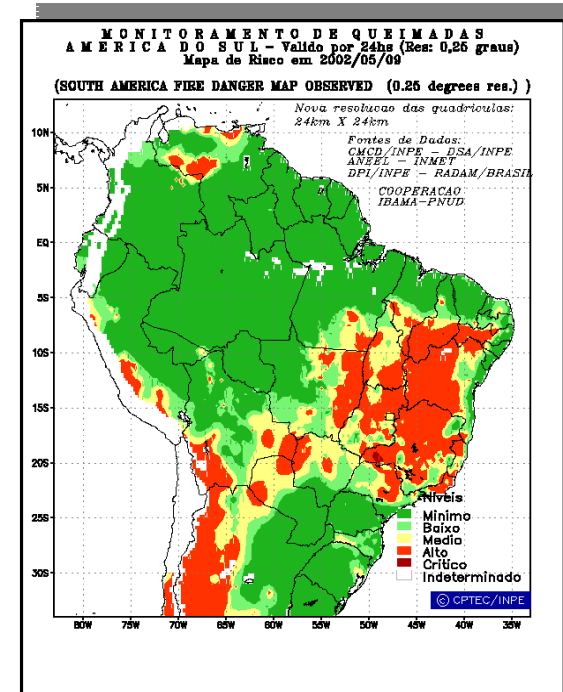 MONITORAMENTO DE QUEIMADAS
AMERICA DO SUL - Valido por 24hs (Res: 0,25 graus)
Mapa de Risco em 2002/05/09
(SOUTH AMERICA FIRE DANGER MAP OBSERVED (0.25 degrees res.) )
Nova resolucao das quadriculas:
24km X 24km
Fontes de Dados:
CMCD/INPE - DSA/INPE
ANEEL - INMET
DPI/INPE - RADAM/BRASIL
COOPERACAO
IBAMA-PNUD
10N
5N
EQ
5S
10S
15S
20S
25S
30S
Niveis
Minimo
Baixo
Medio
Alto
Critico
Indeterminado
© CPTEC/INPE
80W 75W 70W 65W 60W 55W 50W 45W 40W 35W